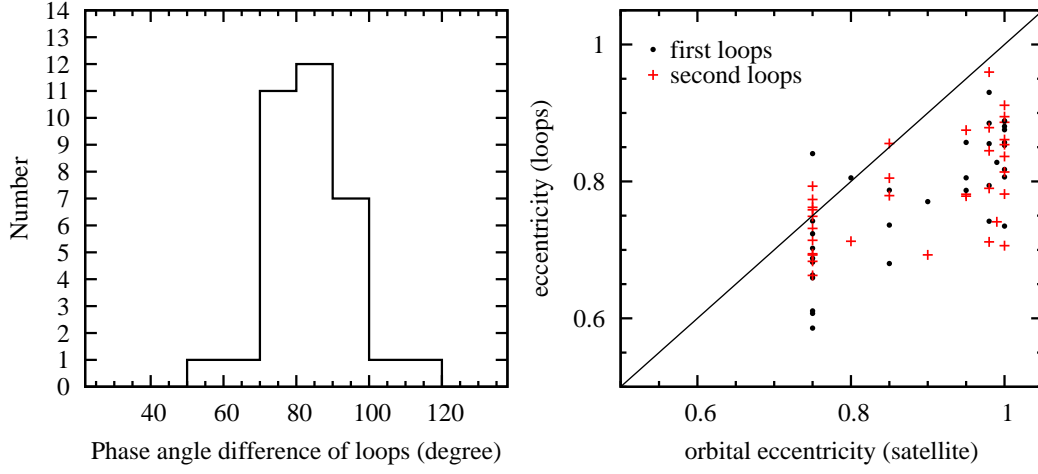 14
13
12
11
10
9
8
7
6
5
4
3
2
1
0
Number
40 60 80 100 120
Phase angle difference of loops (degree)
1
0.8
0.6
eccentricity (loops)
first loops
second loops
0.6 0.8 1
orbital eccentricity (satellite)